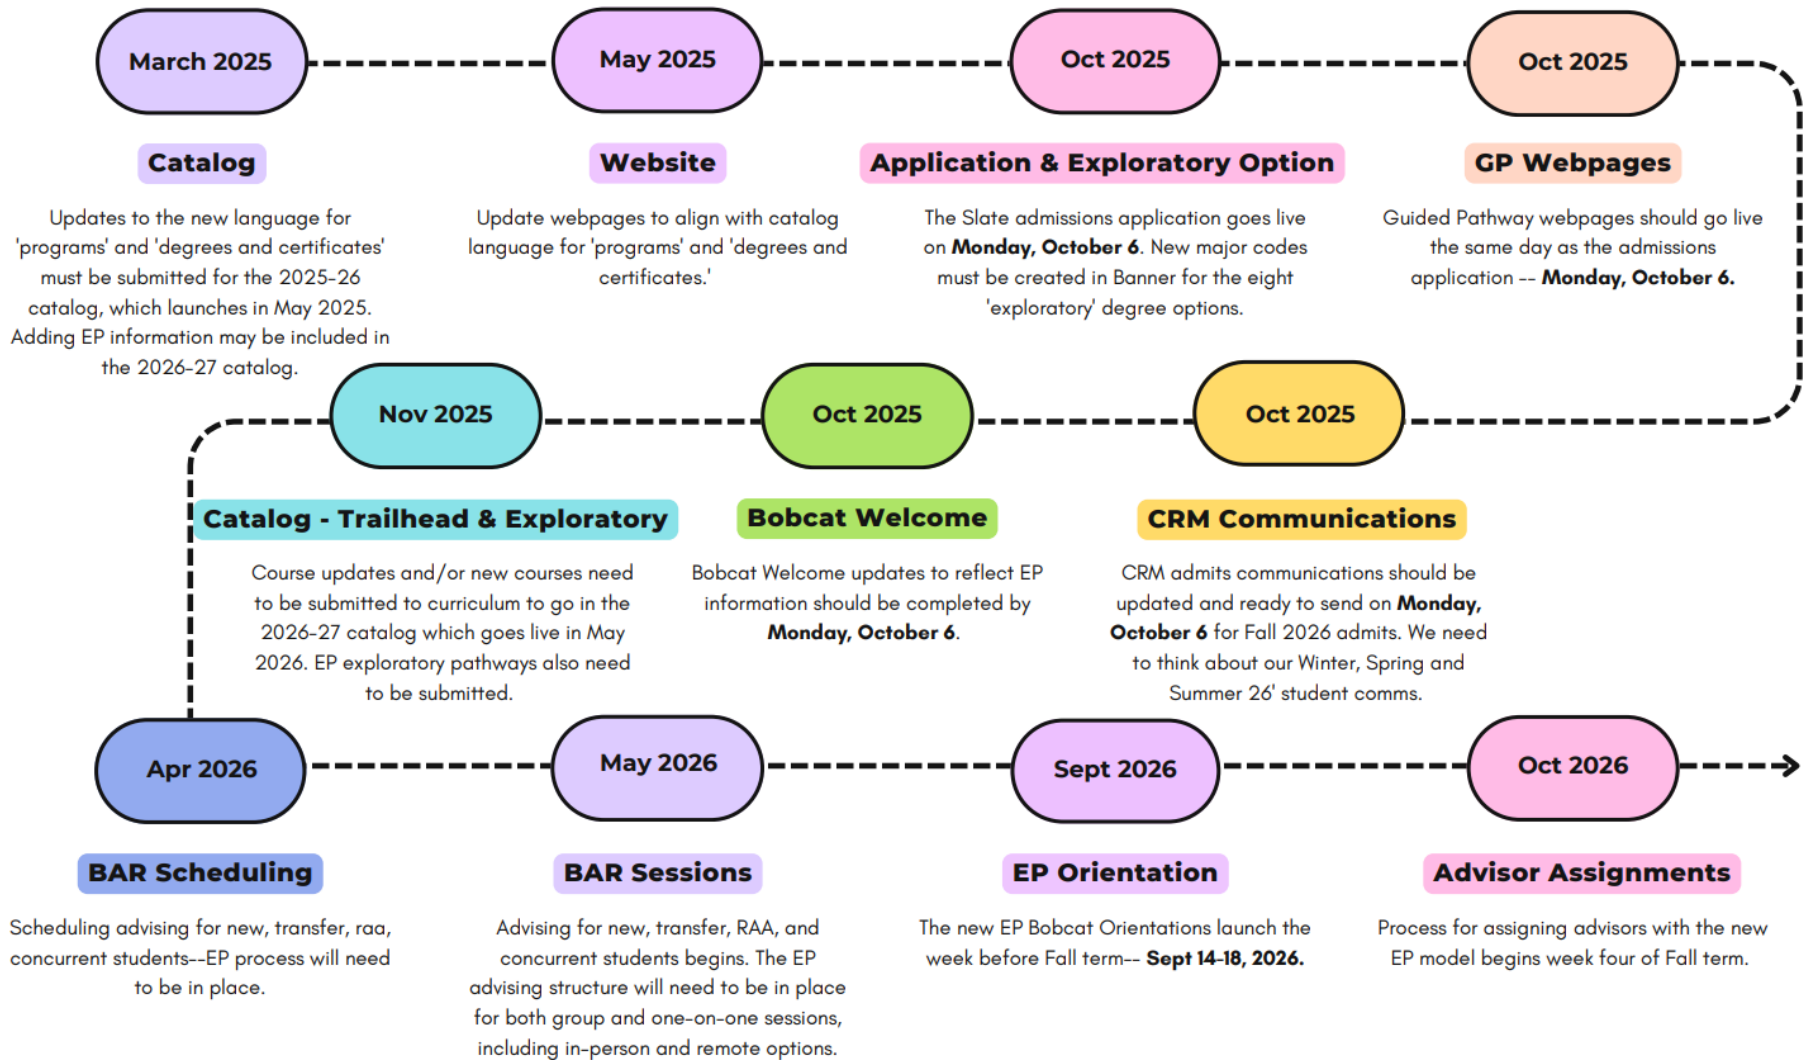 March 2025
May 2025
Oct 2025
Oct 2025
Catalog
Updates to the new language for
'programs' and 'degrees and certificates'
must be submitted for the 2025-26
catalog, which launches in May 2025.
Adding EP information may be included in
the 2026-27 catalog.
Website
Update webpages to align with catalog
language for 'programs' and 'degrees and
certificates.'
Application & Exploratory Option
The Slate admissions application goes live
on Monday, October 6. New major codes
must be created in Banner for the eight
'exploratory' degree options.
GP Webpages
Guided Pathway webpages should go live
the same day as the admissions
application -- Monday, October 6.
Nov 2025
Oct 2025
Oct 2025
Catalog - Trailhead & Exploratory
Course updates and/or new courses need
to be submitted to curriculum to go in the
2026-27 catalog which goes live in May
2026. EP exploratory pathways also need
to be submitted.
Bobcat Welcome
Bobcat Welcome updates to reflect EP
information should be completed by
Monday, October 6.
CRM Communications
CRM admits communications should be
updated and ready to send on Monday,
October 6 for Fall 2026 admits. We need
to think about our Winter, Spring and
Summer 26' student comms.
Apr 2026
May 2026
Sept 2026
Oct 2026
BAR Scheduling
Scheduling advising for new, transfer, raa,
concurrent students--EP process will need
to be in place.
BAR Sessions
Advising for new, transfer, RAA, and
concurrent students begins. The EP
advising structure will need to be in place
for both group and one-on-one sessions,
including in-person and remote options.
EP Orientation
The new EP Bobcat Orientations launch the
week before Fall term-- Sept 14-18, 2026.
Advisor Assignments
Process for assigning advisors with the new
EP model begins week four of Fall term.